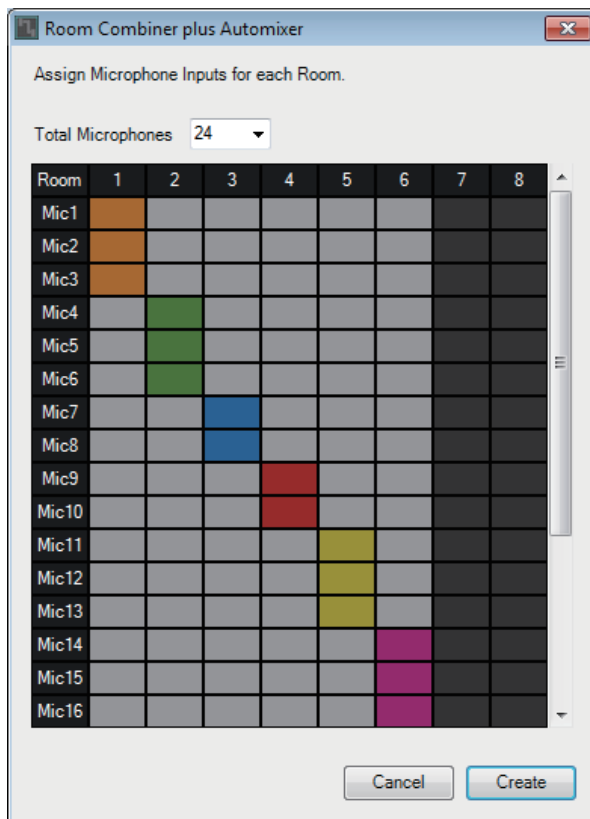 Room Combiner plus Automixer
Assign Microphone Inputs for each Room.
Total Microphones 24
Room 1 2 3 4 5 6 7 8
Mic1
Mic2
Mic3
Mic4
Mic5
Mic6
Mic7
Mic8
Mic9
Mic10
Mic11
Mic12
Mic13
Mic14
Mic15
Mic16
Cancel Create